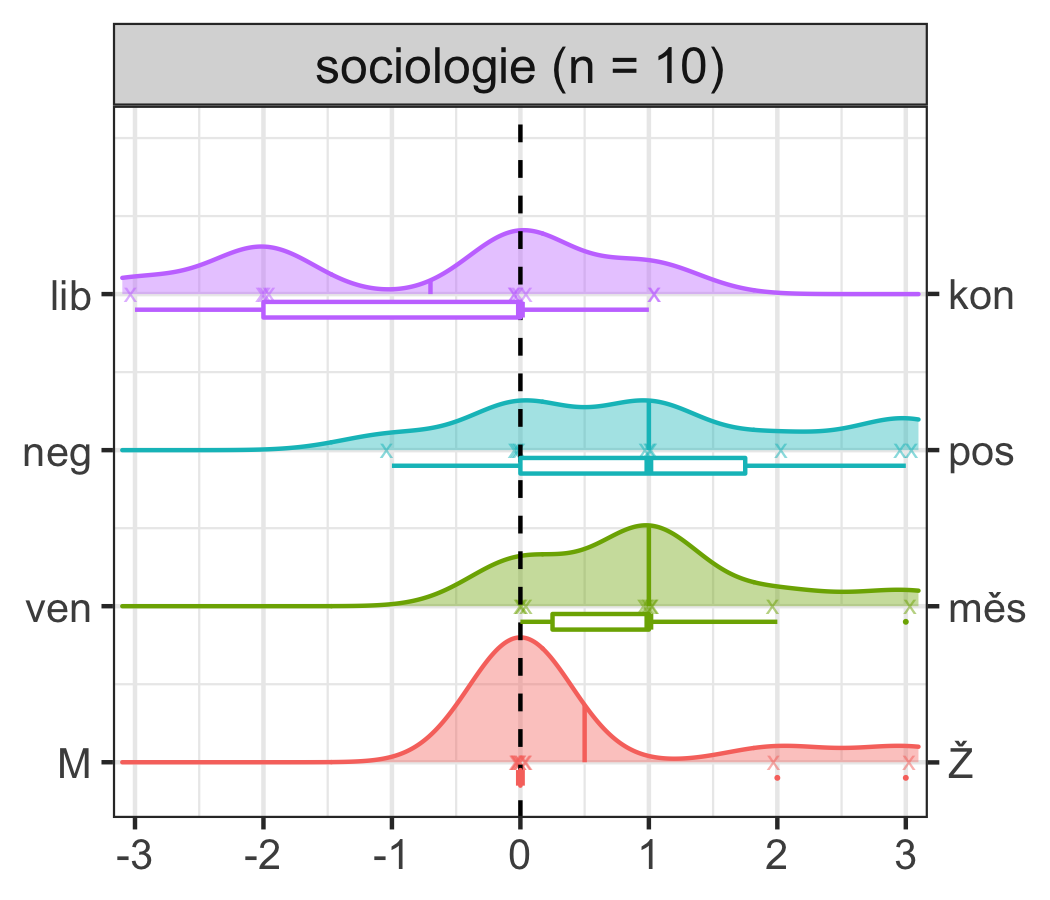 sociologie (n = 10)
lib kon
neg pos
ven měs
M Ž
-3 -2 -1 0 1 2 3